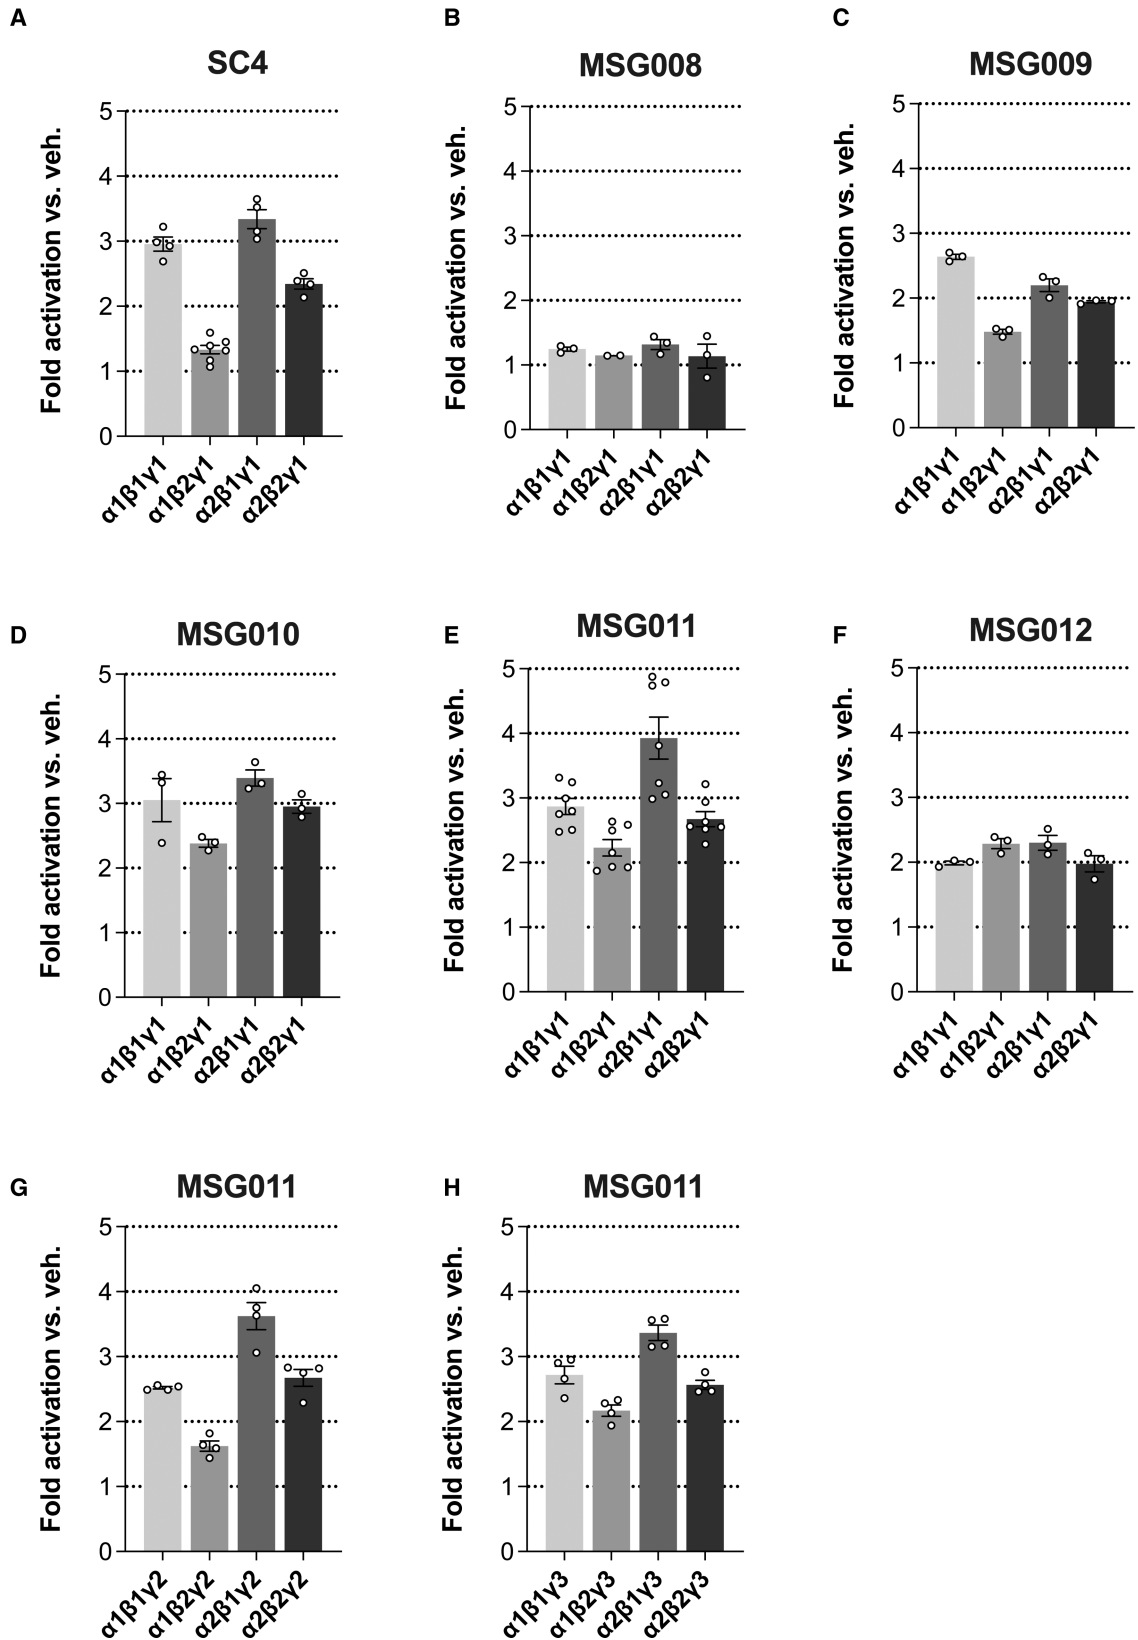 A
B
C
SC4
MSG008
MSG009
Fold activation vs. veh.
5
4
3
2
1
0
α1β1γ1
α1β2γ1
α2β1γ1
α2β2γ1
Fold activation vs. veh.
5
4
3
2
1
0
α1β1γ1
α1β2γ1
α2β1γ1
α2β2γ1
Fold activation vs. veh.
5
4
3
2
1
0
α1β1γ1
α1β2γ1
α2β1γ1
α2β2γ1
D
E
F
MSG010
MSG011
MSG012
Fold activation vs. veh.
5
4
3
2
1
0
α1β1γ1
α1β2γ1
α2β1γ1
α2β2γ1
Fold activation vs. veh.
5
4
3
2
1
0
α1β1γ1
α1β2γ1
α2β1γ1
α2β2γ1
Fold activation vs. veh.
5
4
3
2
1
0
α1β1γ1
α1β2γ1
α2β1γ1
α2β2γ1
G
H
MSG011
MSG011
Fold activation vs. veh.
5
4
3
2
1
0
α1β1γ2
α1β2γ2
α2β1γ2
α2β2γ2
Fold activation vs. veh.
5
4
3
2
1
0
α1β1γ3
α1β2γ3
α2β1γ3
α2β2γ3